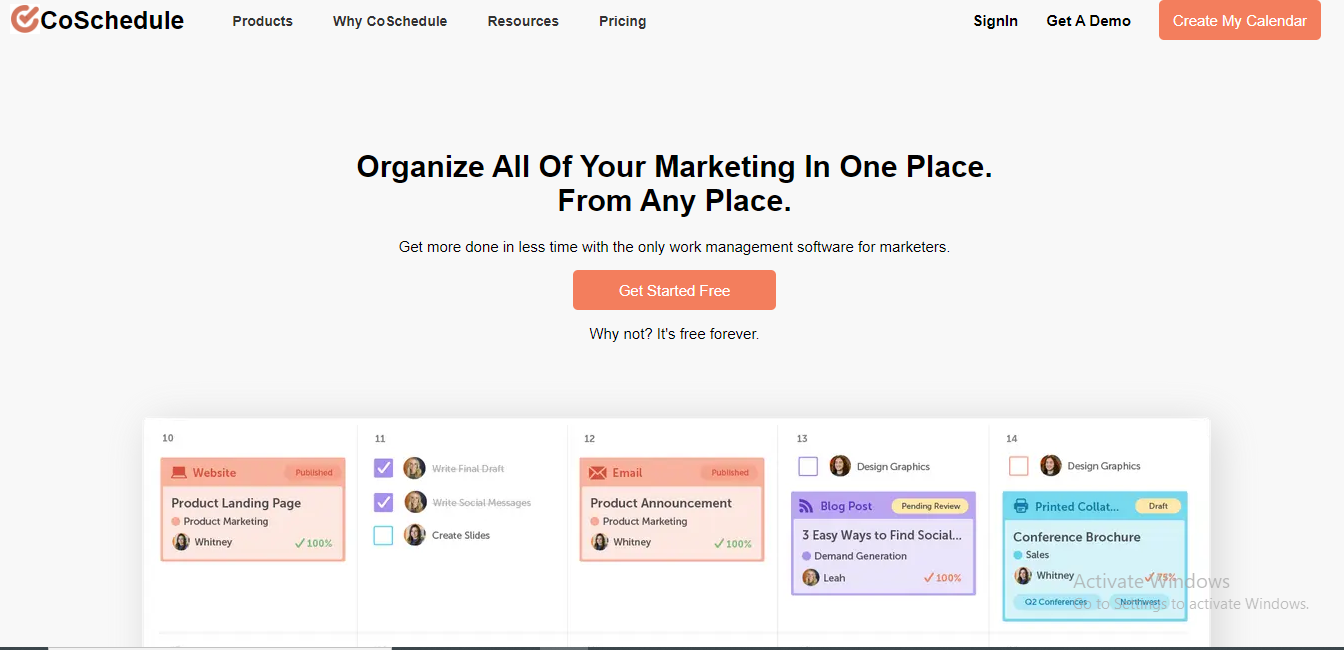 CoSchedule
Products
Why CoSchedule
Resources
Pricing
SignIn
Get A Demo
Create My Calendar
Organize All Of Your Marketing In One Place.
From Any Place.
Get more done in less time with the only work management software for marketers.
Get Started Free
Why not? It's free forever.
10
Website
Published
Product Landing Page
Product Marketing
Whitney
100%
11
Write Final Draft
Write Social Messages
Create Slides
12
Email
Published
Product Announcement
Product Marketing
Whitney
100%
13
Design Graphics
Blog Post
Pending Review
3 Easy Ways to Find Social...
Demand Generation
Leah
100%
14
Design Graphics
Printed Collat...
Draft
Conference Brochure
Sales
Whitney
75%
Q2 Conferences
Northwest
Activate Windows
Go to Settings to activate Windows.